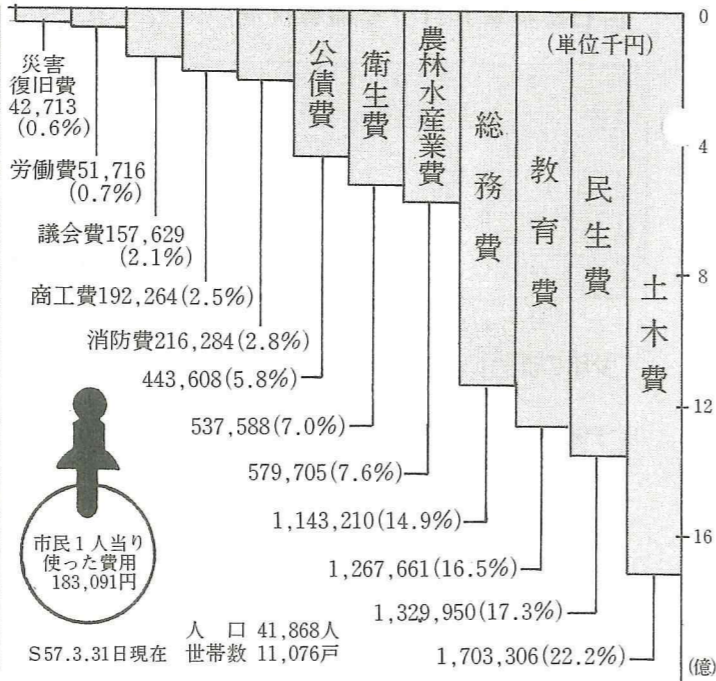 (単位千円)
0
4
8
12
16
(億)
災害
復旧費
42,713
(0.6%)
労働費51,716
(0.7%)
議会費157,629
(2.1%)
商工費192,264(2.5%)
消防費216,284(2.8%)
公債費
443,608(5.8%)
衛生費
537,588(7.0%)
農林水産業費
579,705(7.6%)
総務費
1,143,210(14.9%)
教育費
1,267,661(16.5%)
民生費
1,329,950(17.3%)
土木費
1,703,306(22.2%)
市民1人当り
使った費用
183,091円
人 口 41,868人
S57.3.31日現在 世帯数 11,076戸